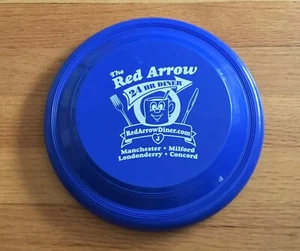 The
Red Arrow
24 HR DINER
RedArrowDiner.com
Manchester • Milford
Londonderry • Concord